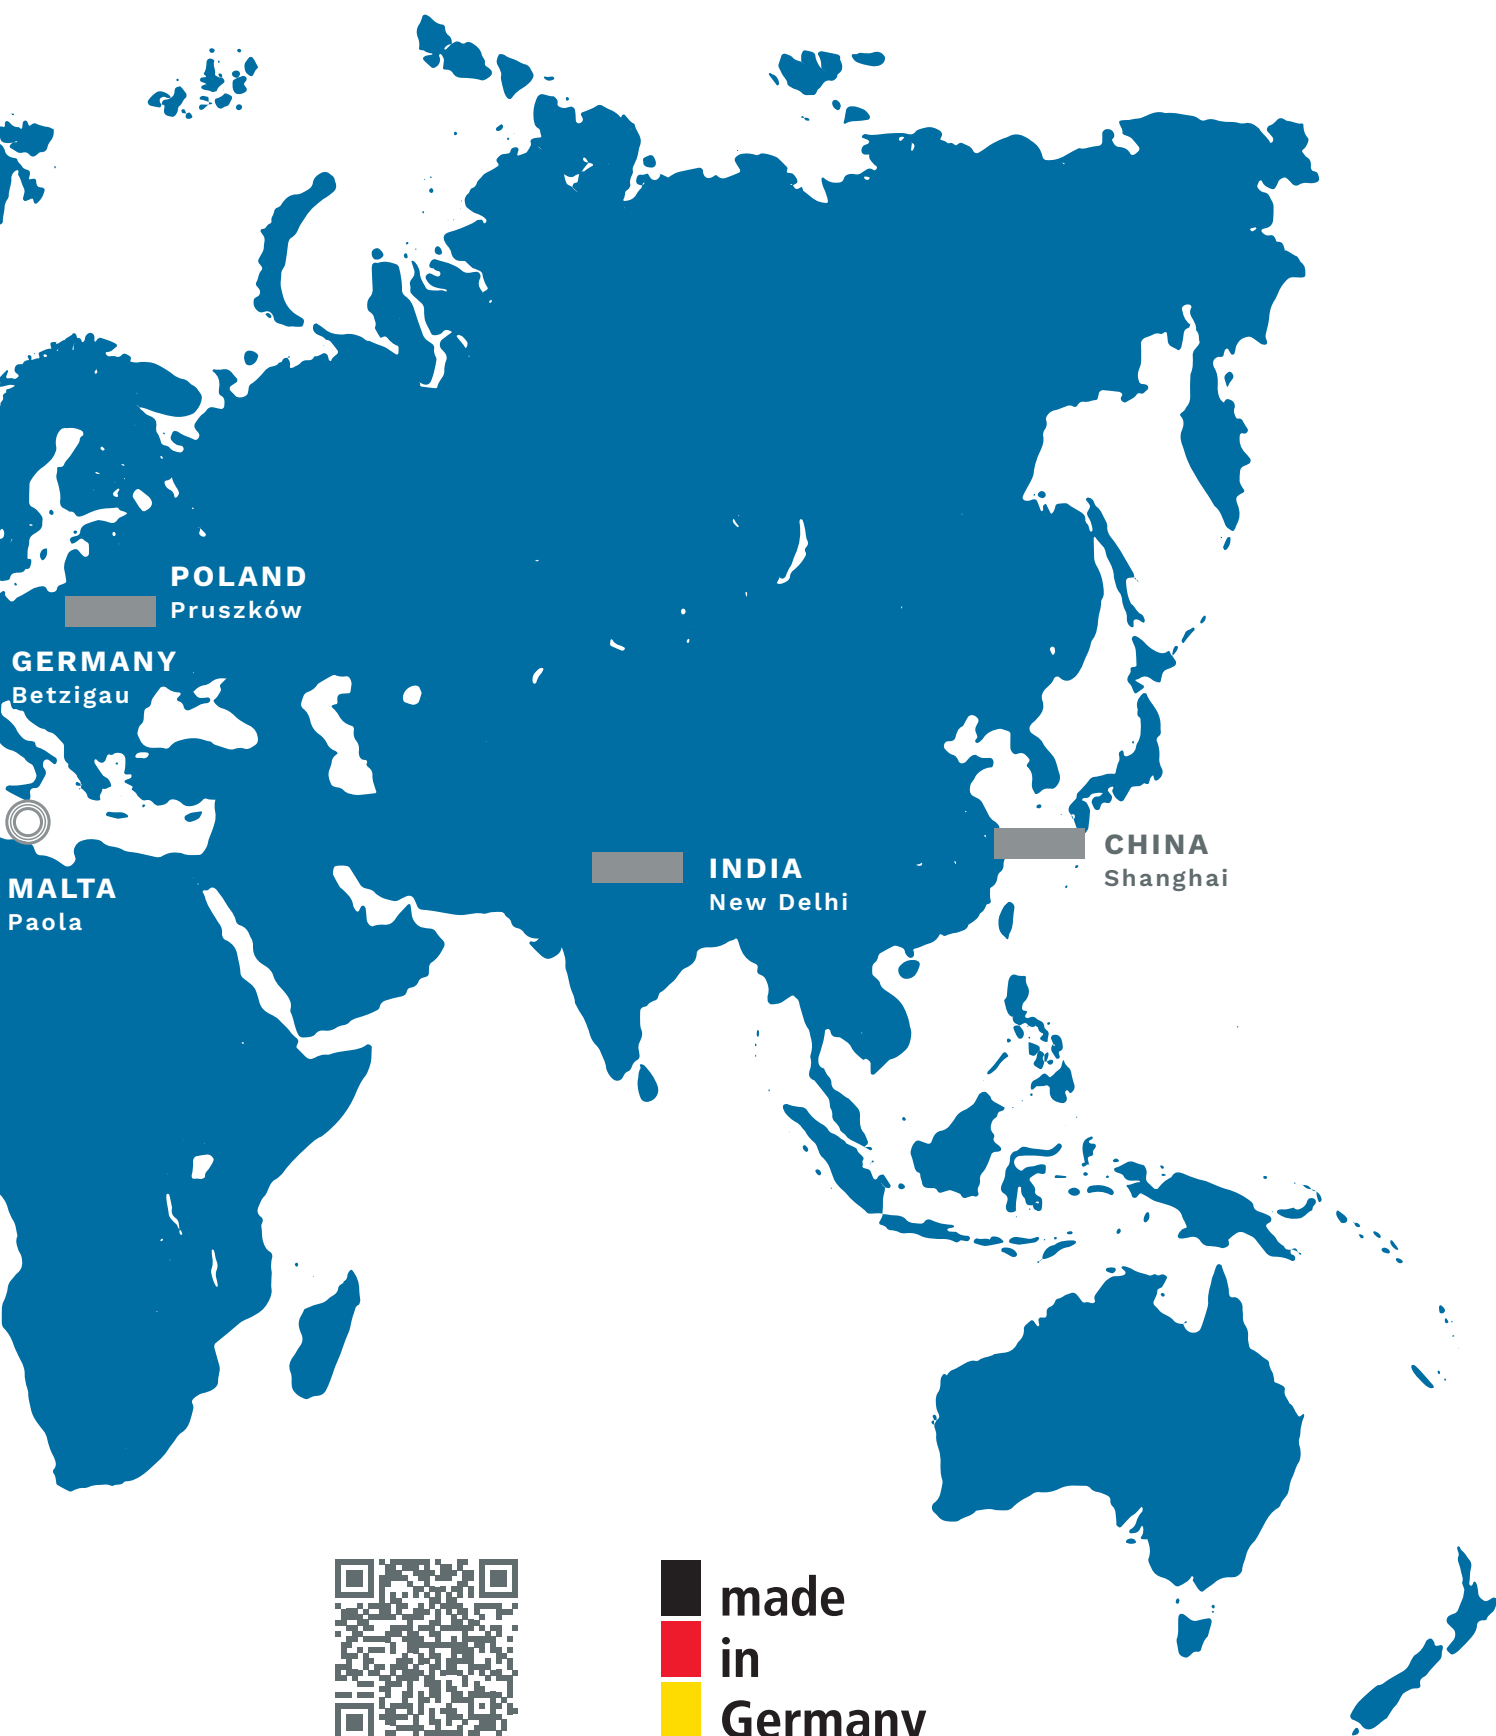 POLAND
Pruszków
GERMANY
Betzigau
MALTA
Paola
INDIA
New Delhi
CHINA
Shanghai
made
in
Germany